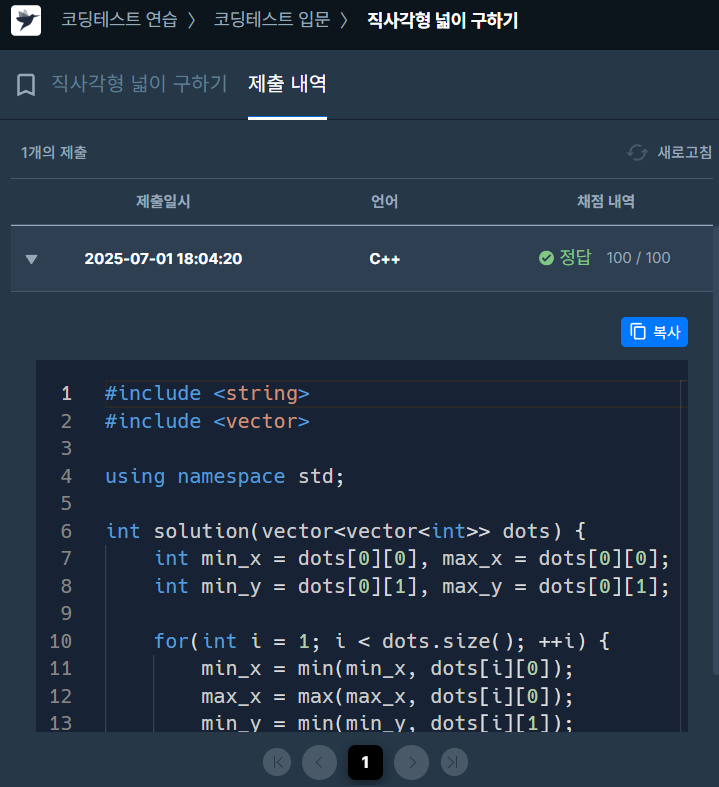 코딩테스트 연습 〉 코딩테스트 입문 〉 직사각형 넓이 구하기
직사각형 넓이 구하기 제출 내역
1개의 제출 새로고침
제출일시 언어 채점 내역
▼ 2025-07-01 18:04:20 C++ 정답 100 / 100
복사
1 #include <string>
2 #include <vector>
3
4 using namespace std;
5
6 int solution(vector<vector<int>> dots) {
7     int min_x = dots[0][0], max_x = dots[0][0];
8     int min_y = dots[0][1], max_y = dots[0][1];
9
10     for(int i = 1; i < dots.size(); ++i) {
11         min_x = min(min_x, dots[i][0]);
12         max_x = max(max_x, dots[i][0]);
13         min_y = min(min_y, dots[i][1]);
1